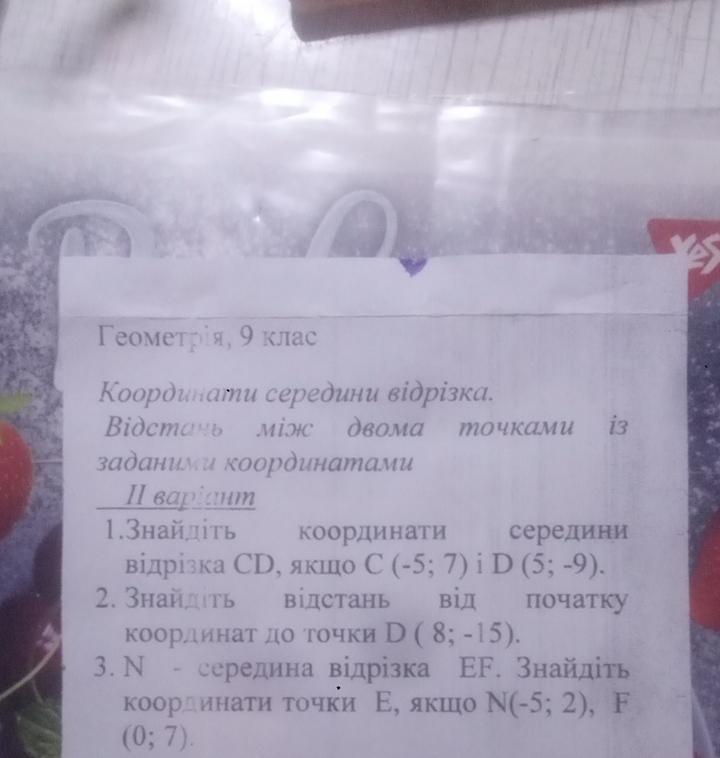 YES
Геометрія, 9 клас
Координати середини відрізка.
Відстань між двома точками із
заданими координатами
ІІ варіант
1.Знайдіть координати середини
відрізка CD, якщо C (-5; 7) і D (5; -9).
2. Знайдіть відстань від початку
координат до точки D ( 8; -15).
3. N - середина відрізка EF. Знайдіть
координати точки E, якщо N(-5; 2), F
(0; 7).